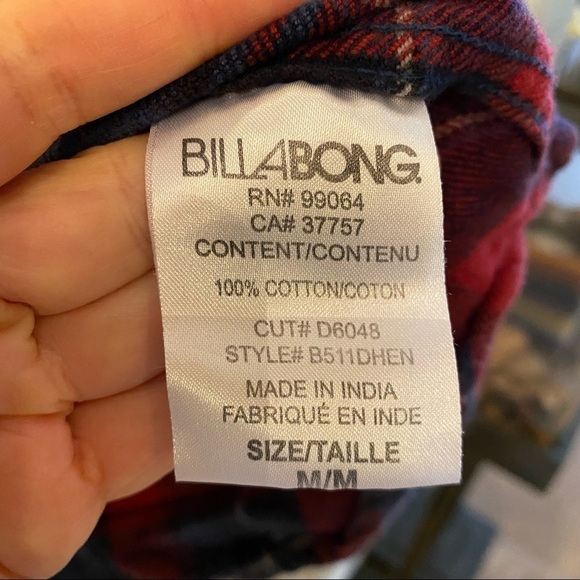 BILLABONG.
RN# 99064
CA# 37757
CONTENT/CONTENU
100% COTTON/COTON
CUT# D6048
STYLE# B511DHEN
MADE IN INDIA
FABRIQUÉ EN INDE
SIZE/TAILLE
M/M